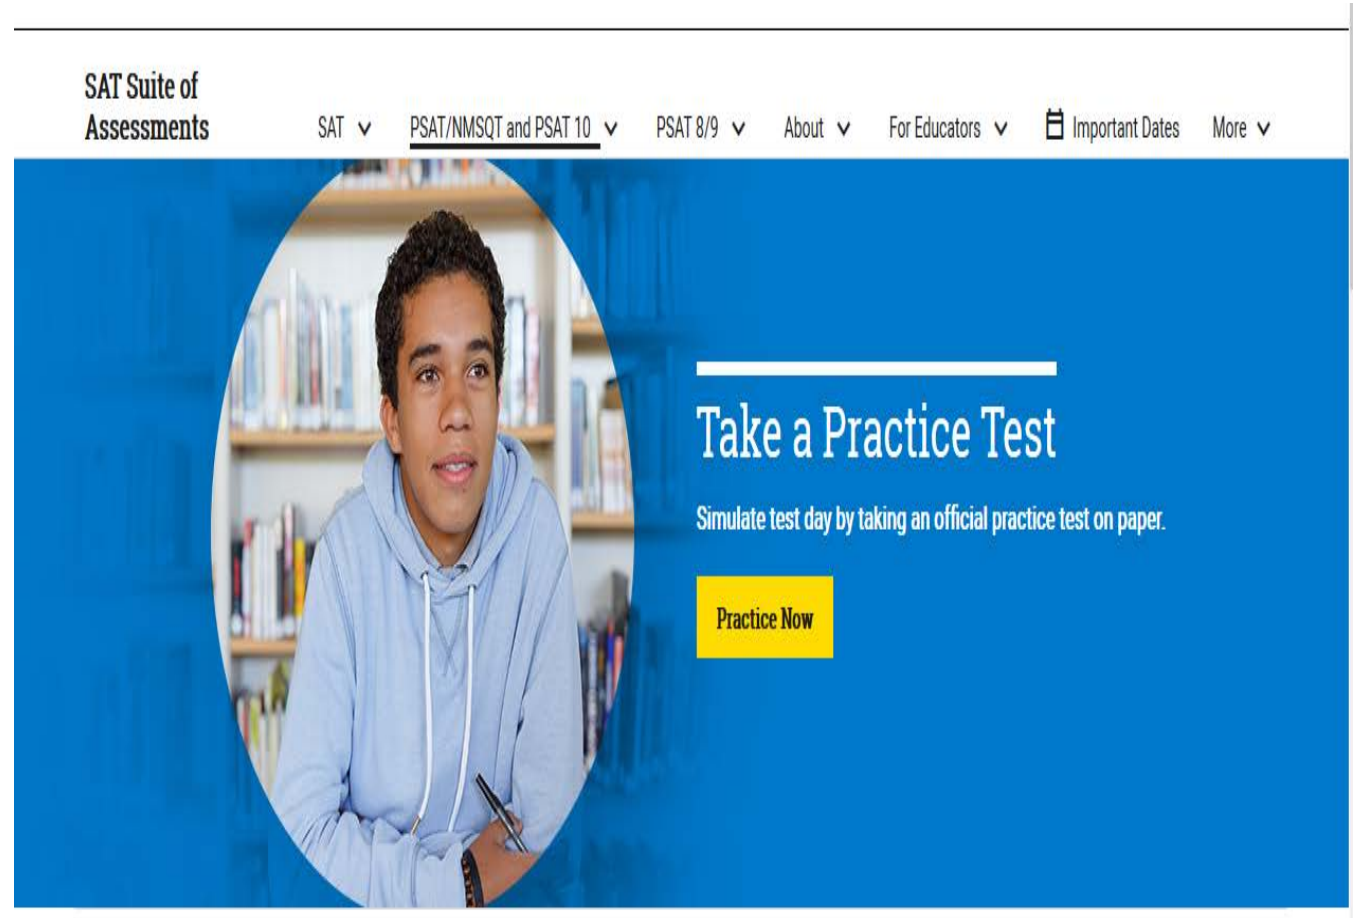 SAT Suite of
Assessments
SAT
PSAT/NMSQT and PSAT 10
PSAT 8/9
About
For Educators
Important Dates
More
Take a Practice Test
Simulate test day by taking an official practice test on paper.
Practice Now